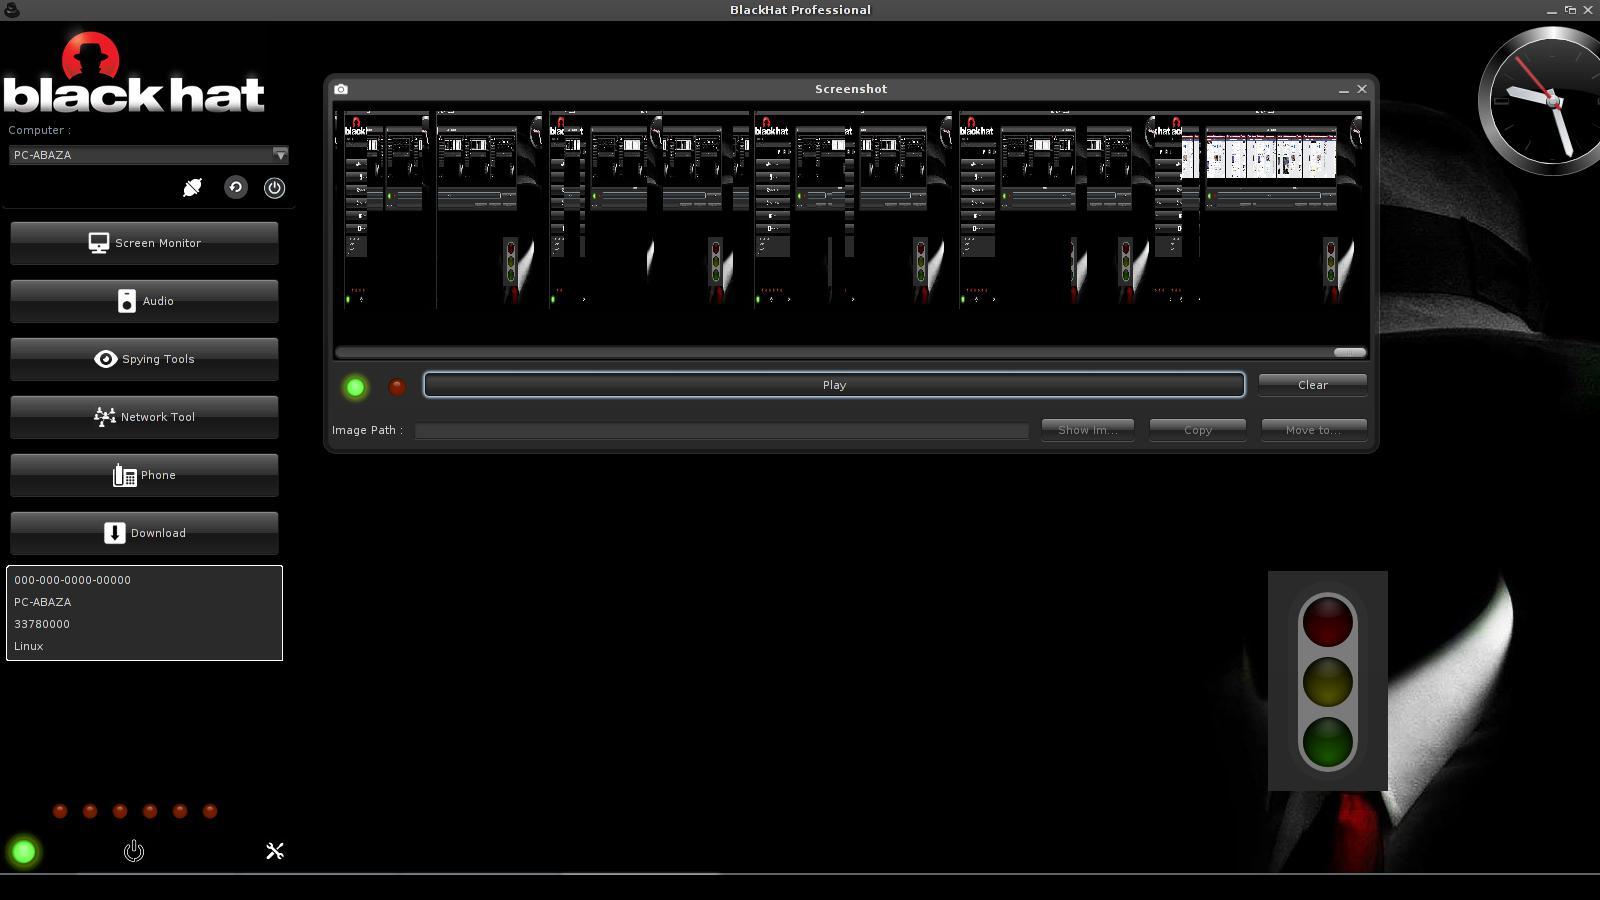 BlackHat Professional
black hat
Computer :
PC-ABAZA
Screenshot
Screen Monitor
Audio
Spying Tools
Network Tool
Phone
Download
Play
Clear
Image Path :
Show Im...
Copy
Move to...
000-000-0000-00000
PC-ABAZA
33780000
Linux